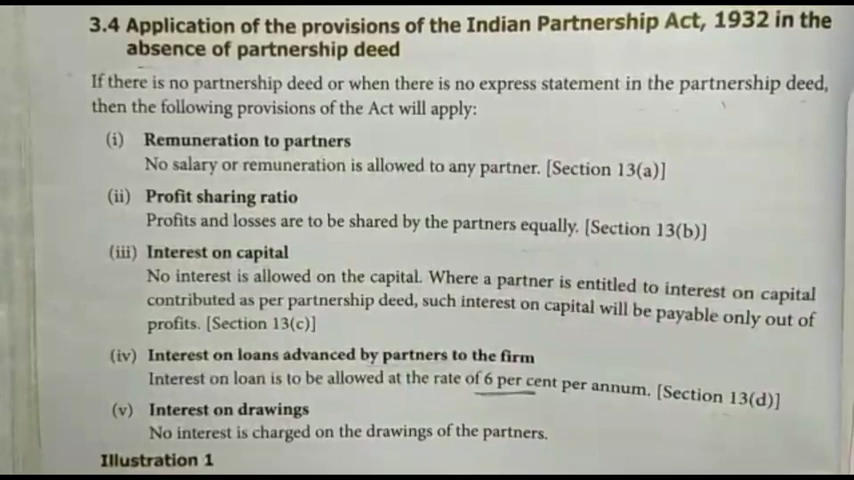 3.4 Application of the provisions of the Indian Partnership Act, 1932 in the
absence of partnership deed
If there is no partnership deed or when there is no express statement in the partnership deed,
then the following provisions of the Act will apply:
(i) Remuneration to partners
No salary or remuneration is allowed to any partner. [Section 13(a)]
(ii) Profit sharing ratio
Profits and losses are to be shared by the partners equally. [Section 13(b)]
(iii) Interest on capital
No interest is allowed on the capital. Where a partner is entitled to interest on capital
contributed as per partnership deed, such interest on capital will be payable only out of
profits. [Section 13(c)]
(iv) Interest on loans advanced by partners to the firm
Interest on loan is to be allowed at the rate of 6 per cent per annum. [Section 13(d)]
(v) Interest on drawings
No interest is charged on the drawings of the partners.
Illustration 1